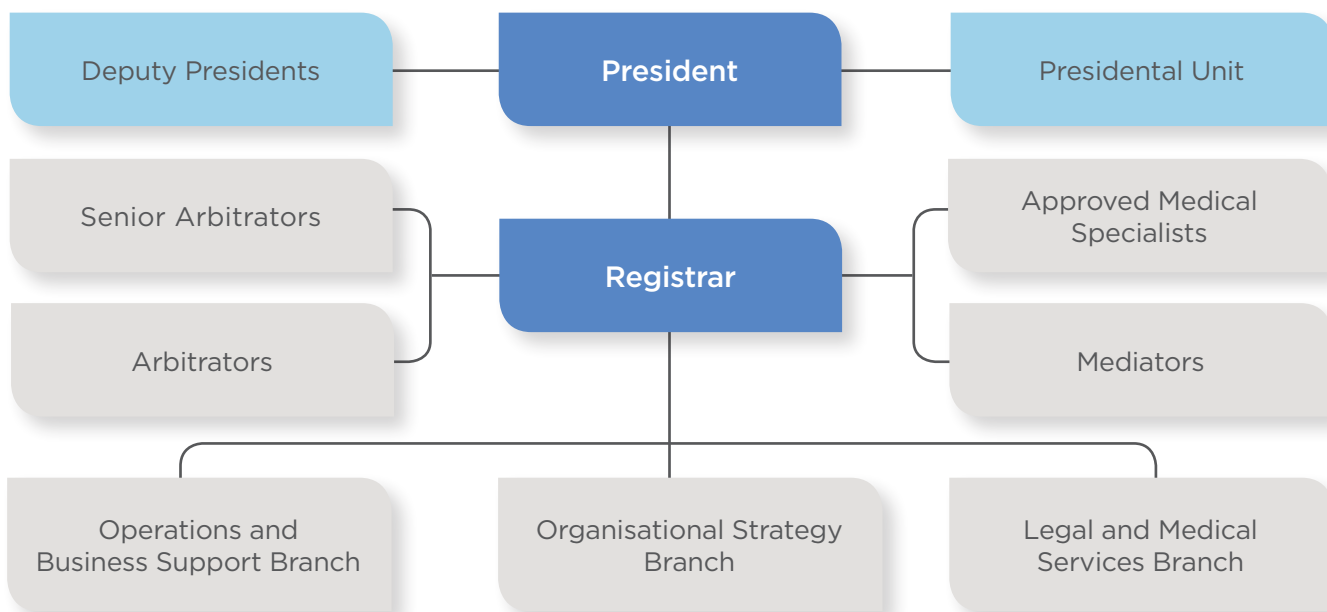 Deputy Presidents
President
Presidental Unit
Senior Arbitrators
Approved Medical
Specialists
Registrar
Arbitrators
Mediators
Operations and
Business Support Branch
Organisational Strategy
Branch
Legal and Medical
Services Branch